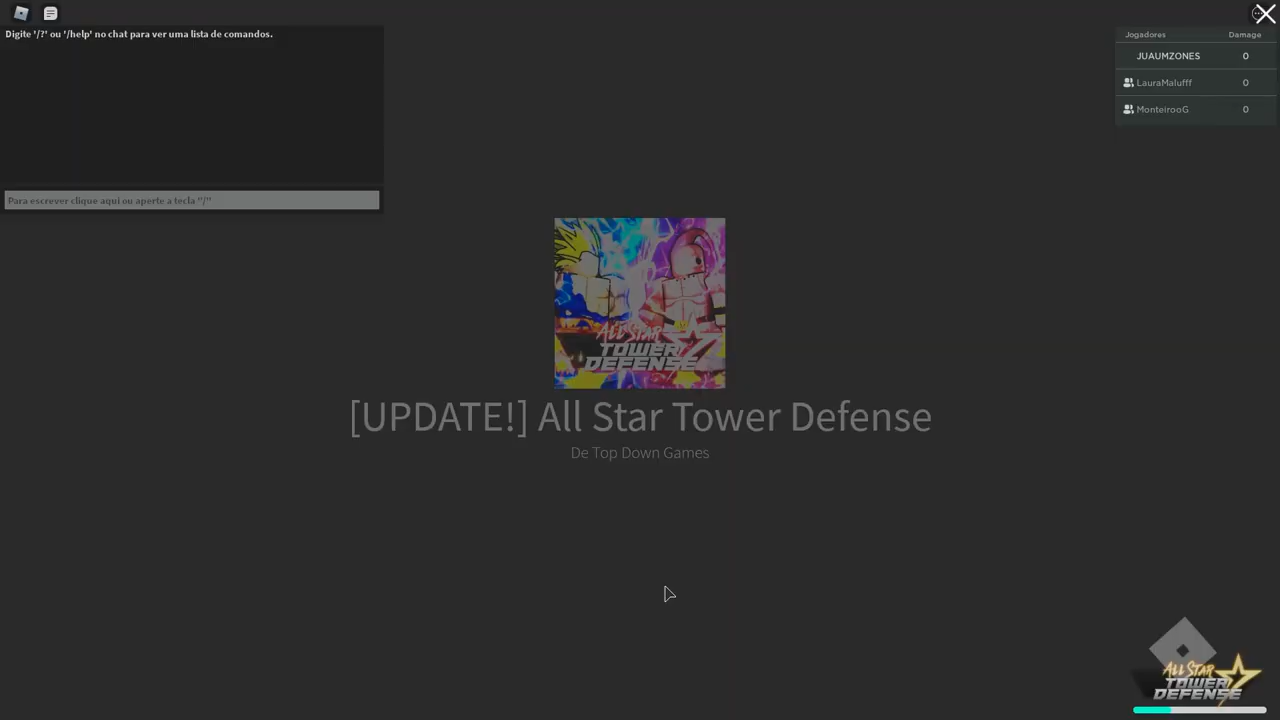 Digite '/?' ou '/help' no chat para ver uma lista de comandos.
Para escrever clique aqui ou aperte a tecla "/"
Jogadores Damage
JUAUMZONES 0
LauraMalufff 0
MonteirooG 0
ALL STAR
TOWER
DEFENSE
[UPDATE!] All Star Tower Defense
De Top Down Games
ALL STAR
TOWER
DEFENSE